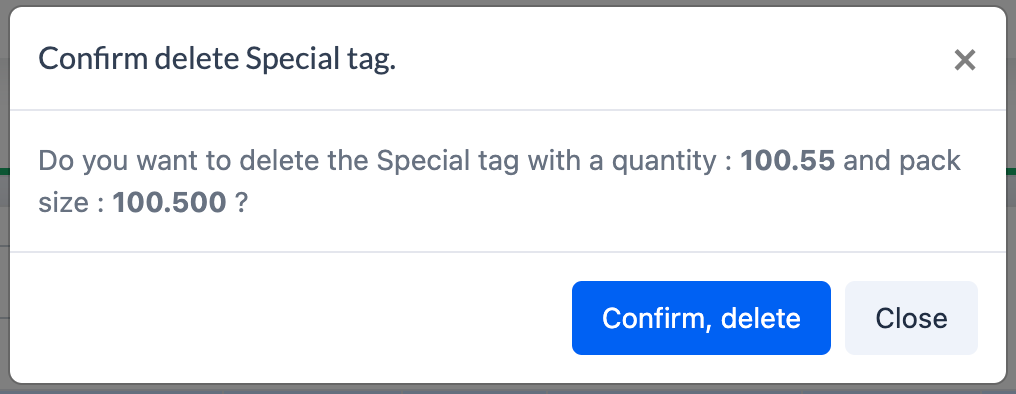 Confirm delete Special tag.
×
Do you want to delete the Special tag with a quantity : 100.55 and pack
size : 100.500 ?
Confirm, delete
Close